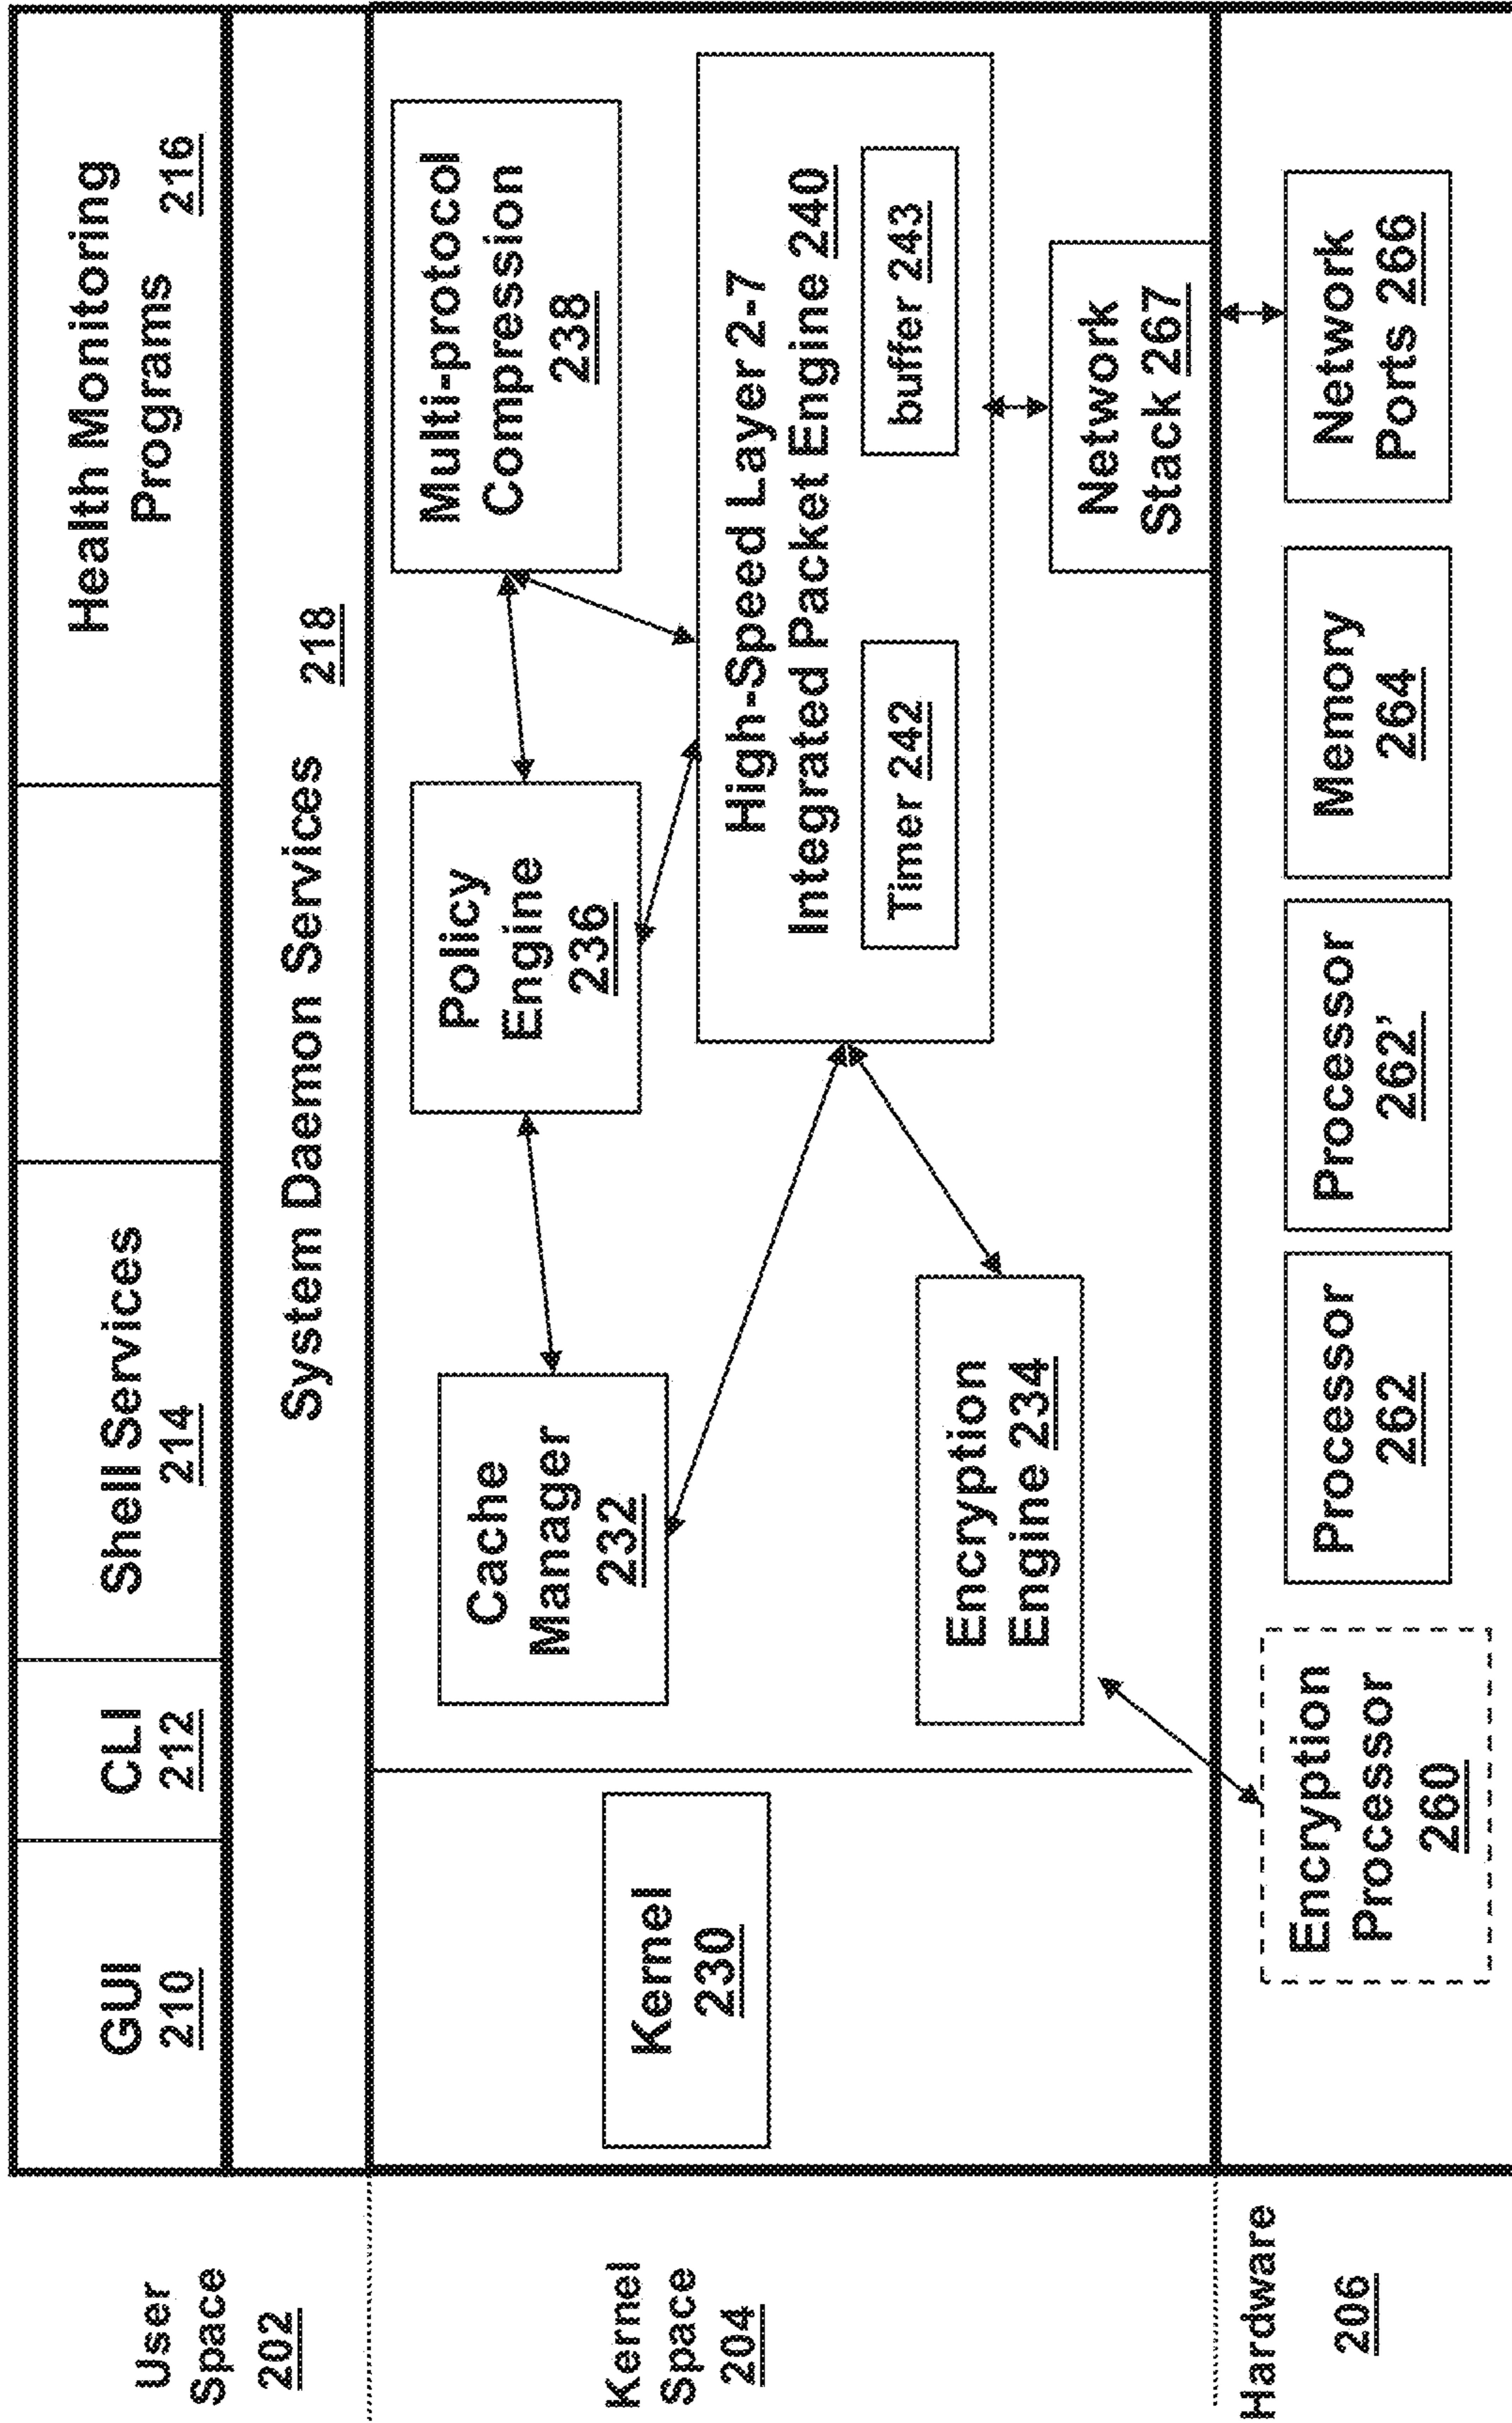 User
Space
202
GUI
210
CLI
212
Shell Services
214
Health Monitoring
Programs 216
System Daemon Services 218
Kernel
Space
204
Kernel
230
Cache
Manager
232
Policy
Engine
236
Multi-protocol
Compression
238
High-Speed Layer 2-7
Integrated Packet Engine 240
Timer 242
buffer 243
Encryption
Engine 234
Network
Stack 267
Hardware
206
Encryption
Processor
260
Processor
262
Processor
262'
Memory
264
Network
Ports 266